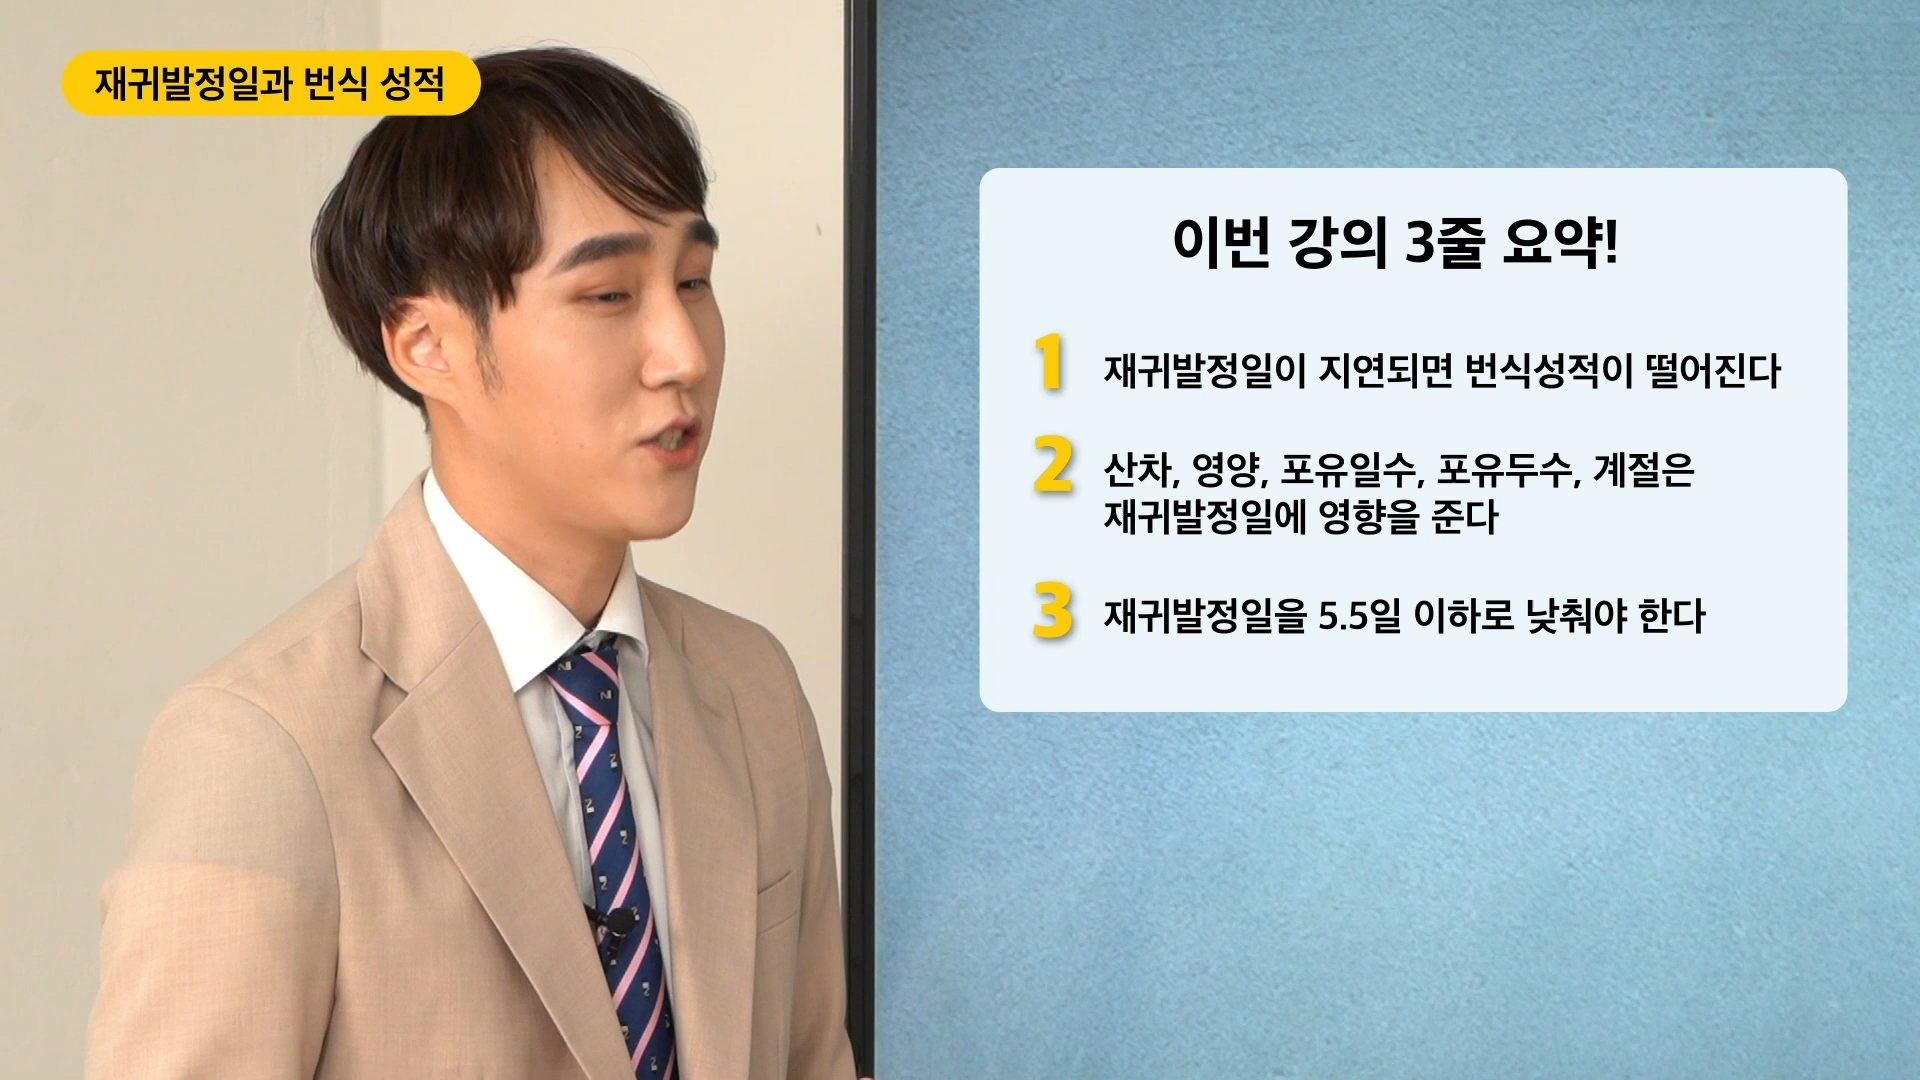 재귀발정일과 번식 성적
이번 강의 3줄 요약!
1 재귀발정일이 지연되면 번식성적이 떨어진다
2 산차, 영양, 포유일수, 포유두수, 계절은
재귀발정일에 영향을 준다
3 재귀발정일을 5.5일 이하로 낮춰야 한다